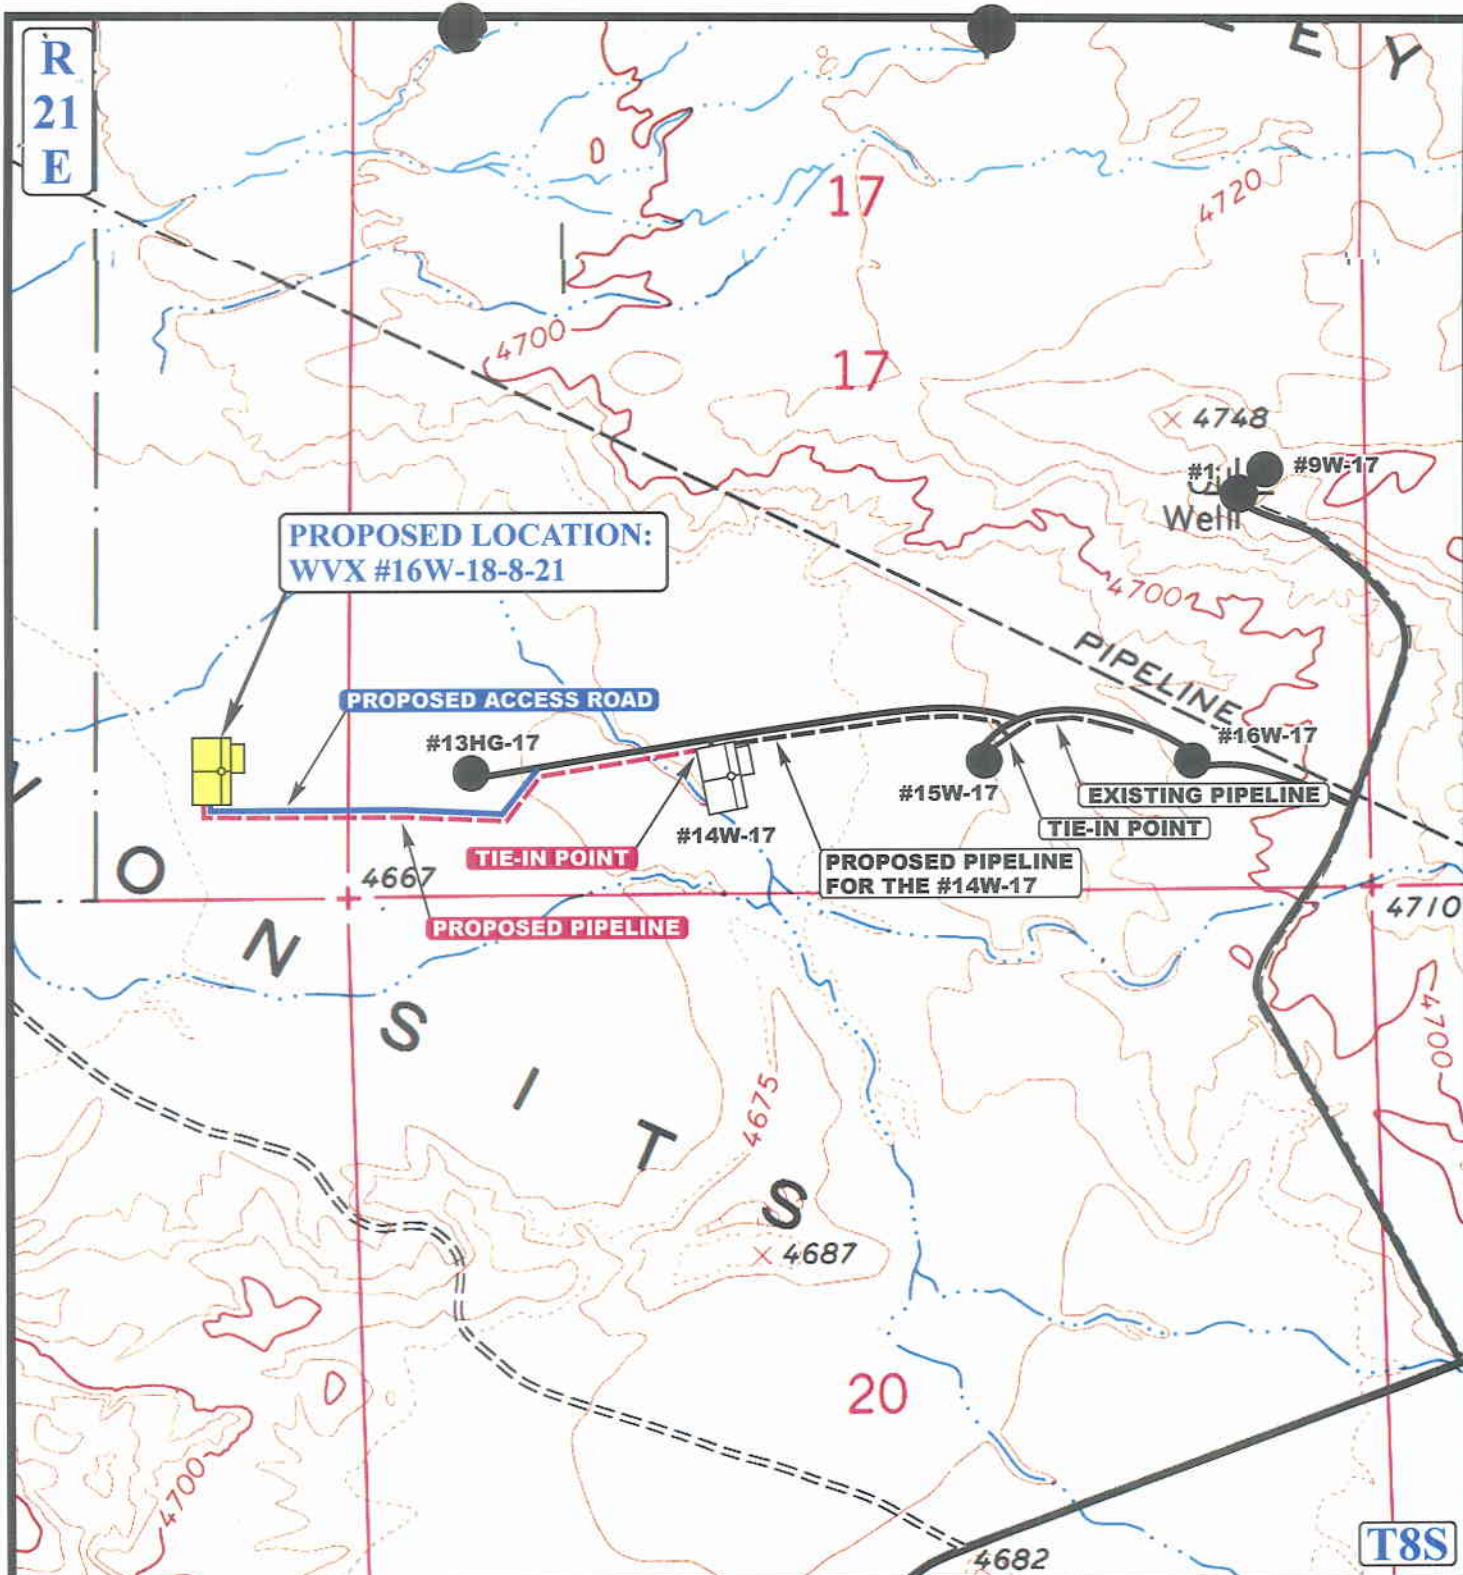 R
21
E
E Y
17
4720
4700
17
4748
#1
#9W-17
Well
PROPOSED LOCATION:
WVX #16W-18-8-21
4700
PIPELINE
PROPOSED ACCESS ROAD
#13HG-17
#16W-17
#15W-17
EXISTING PIPELINE
TIE-IN POINT
#14W-17
TIE-IN POINT
PROPOSED PIPELINE
FOR THE #14W-17
4667
PROPOSED PIPELINE
4710
O N S I T S
4700
4675
4687
20
4700
4682
T8S